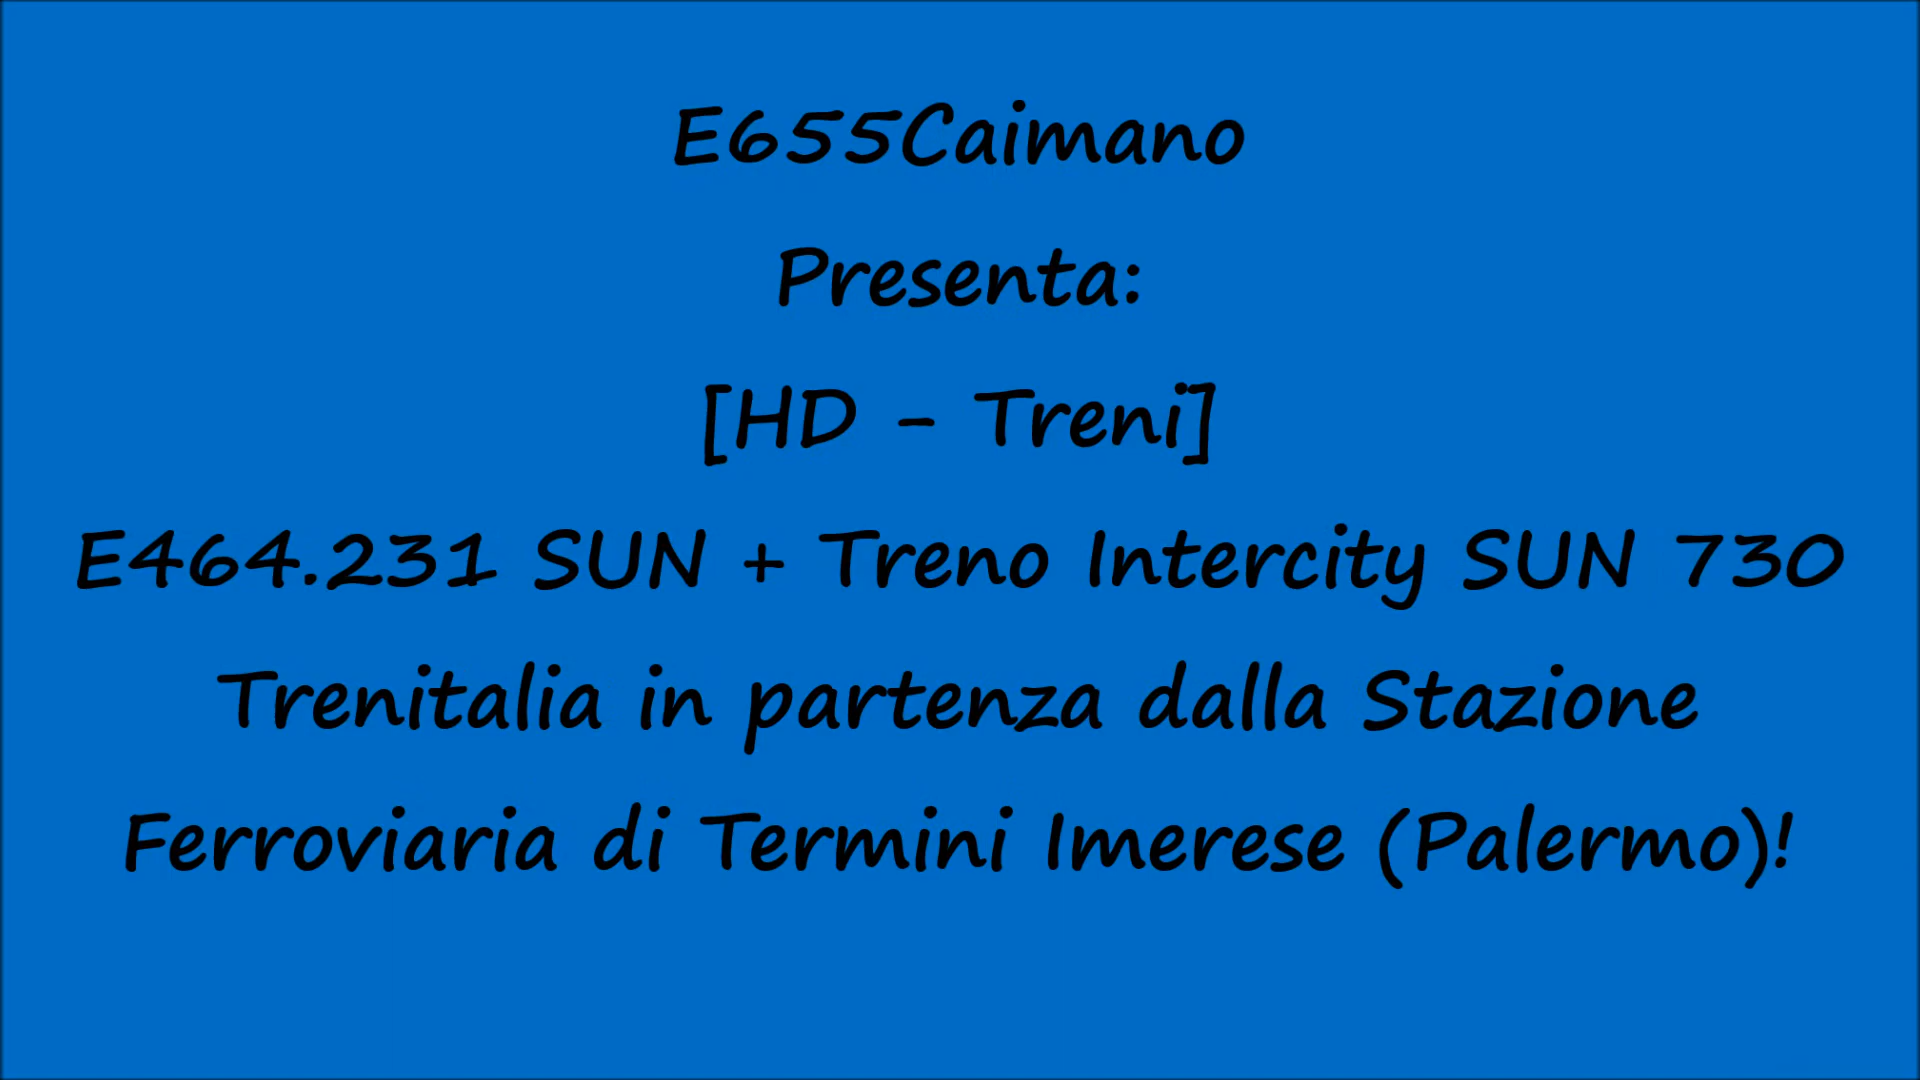 E655Caimano
Presenta:
[HD - Treni]
E464.231 SUN + Treno Intercity SUN 730
Trenitalia in partenza dalla Stazione
Ferroviaria di Termini Imerese (Palermo)!